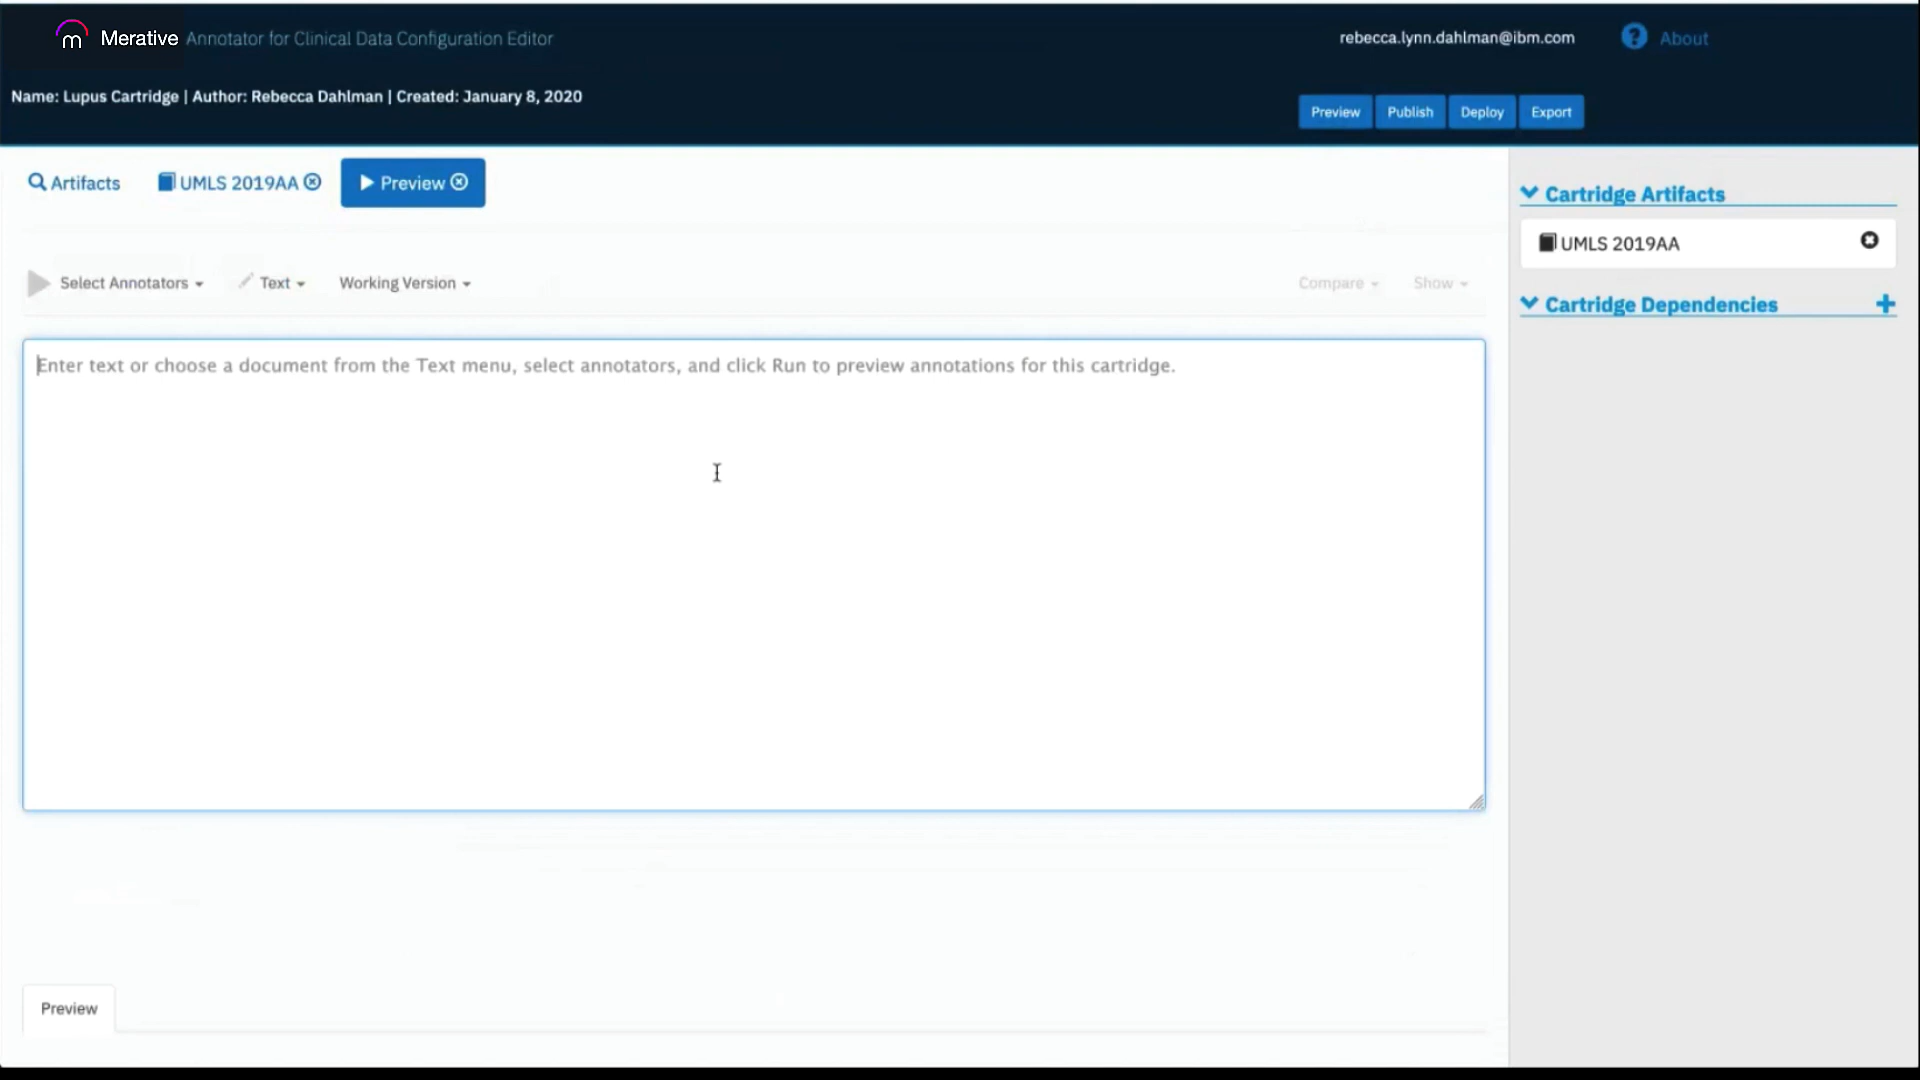 Merative Annotator for Clinical Data Configuration Editor
rebecca.lynn.dahlman@ibm.com
? About
Name: Lupus Cartridge | Author: Rebecca Dahlman | Created: January 8, 2020
Preview Publish Deploy Export
Artifacts UMLS 2019AA Preview
Cartridge Artifacts
UMLS 2019AA
Cartridge Dependencies
Select Annotators Text Working Version Compare Show
Enter text or choose a document from the Text menu, select annotators, and click Run to preview annotations for this cartridge.
Preview